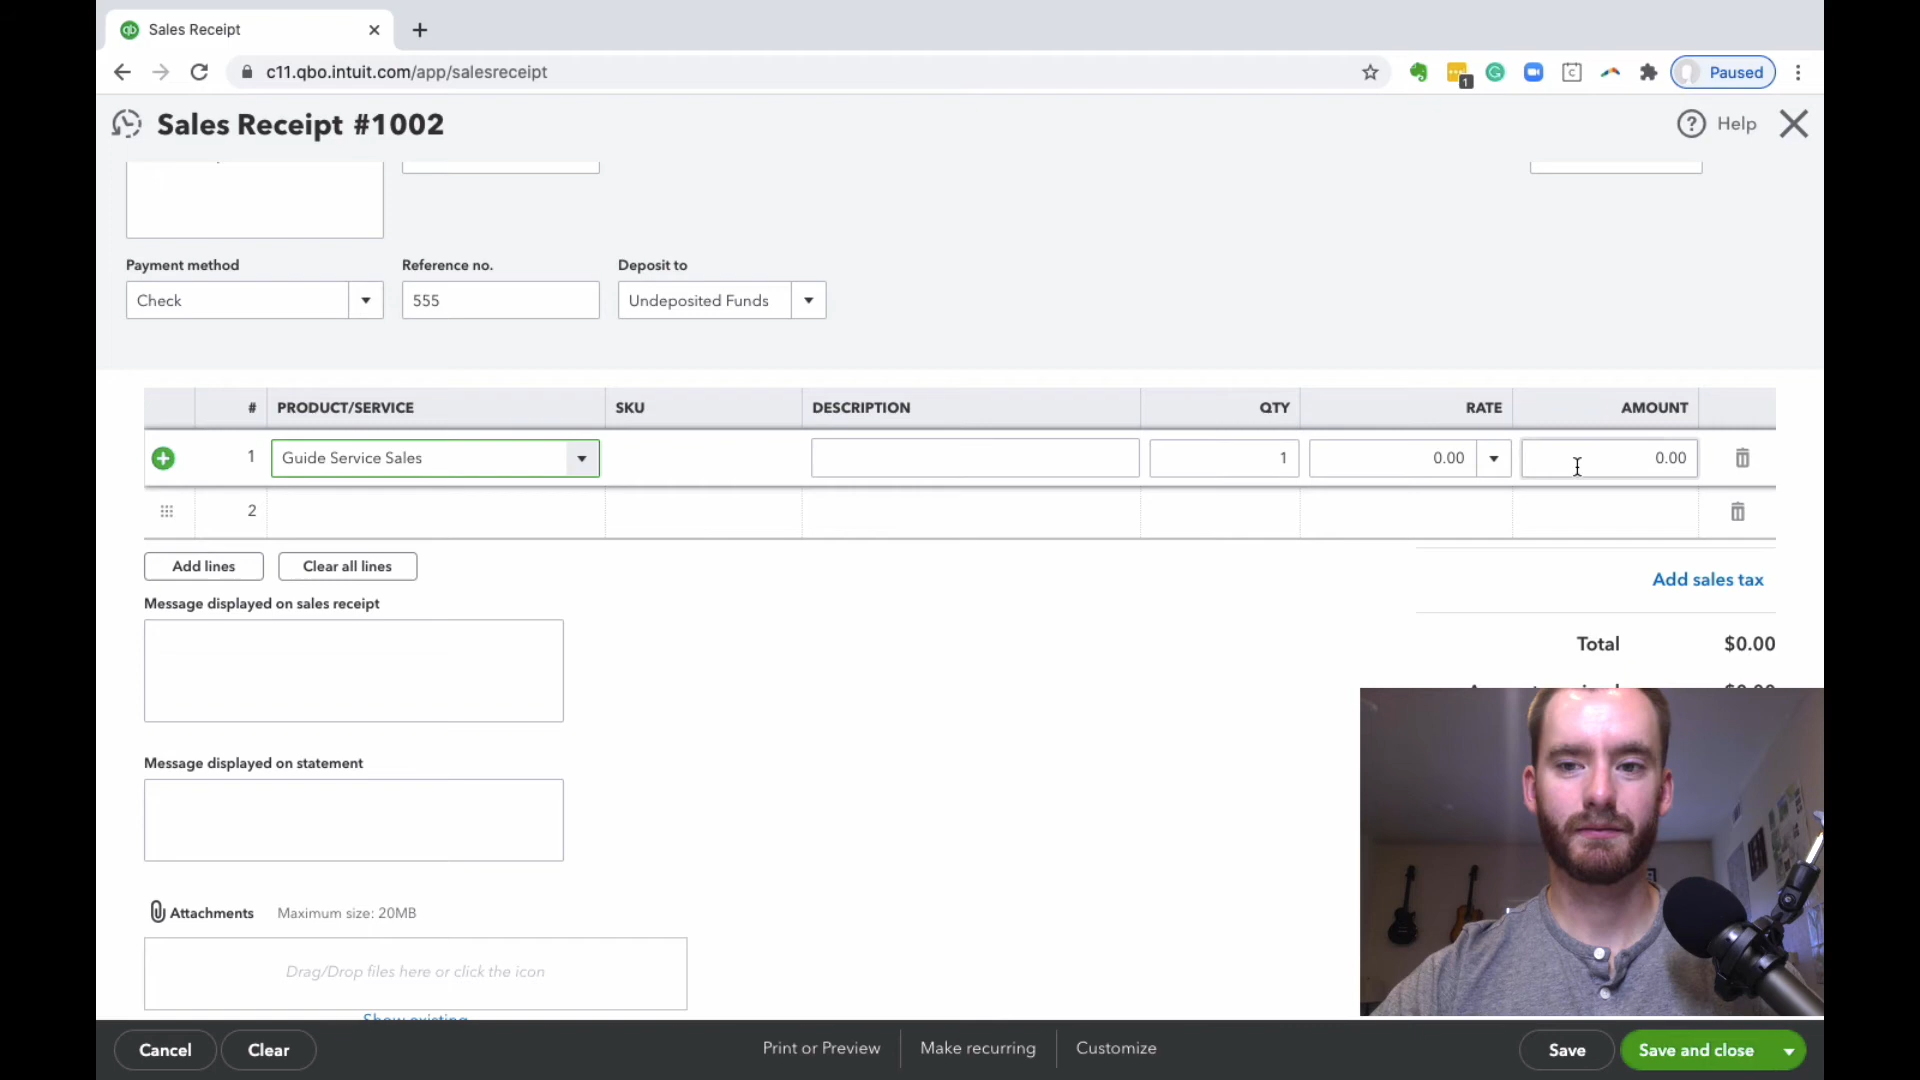 Sales Receipt
c11.qbo.intuit.com/app/salesreceipt
1
Paused
Sales Receipt #1002
Help
Payment method
Reference no.
Deposit to
Check
555
Undeposited Funds
# PRODUCT/SERVICE SKU DESCRIPTION QTY RATE AMOUNT
1 Guide Service Sales 1 0.00 0.00
2
Add lines
Clear all lines
Add sales tax
Message displayed on sales receipt
Total $0.00
Message displayed on statement
Attachments Maximum size: 20MB
Drag/Drop files here or click the icon
Show existing
Cancel
Clear
Print or Preview
Make recurring
Customize
Save
Save and close